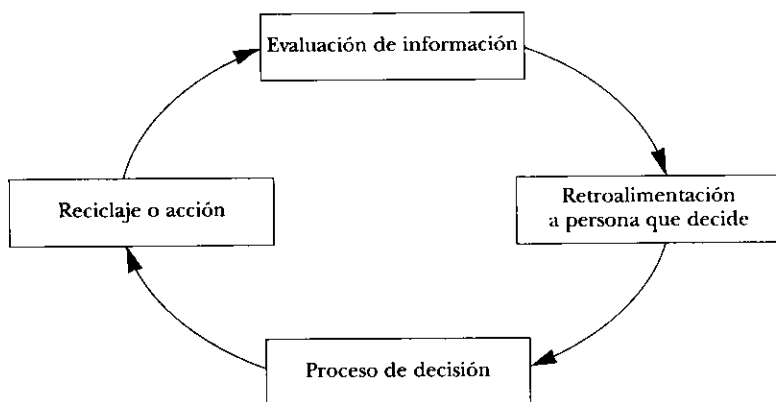 Evaluación de información
Reciclaje o acción
Retroalimentación
a persona que decide
Proceso de decisión